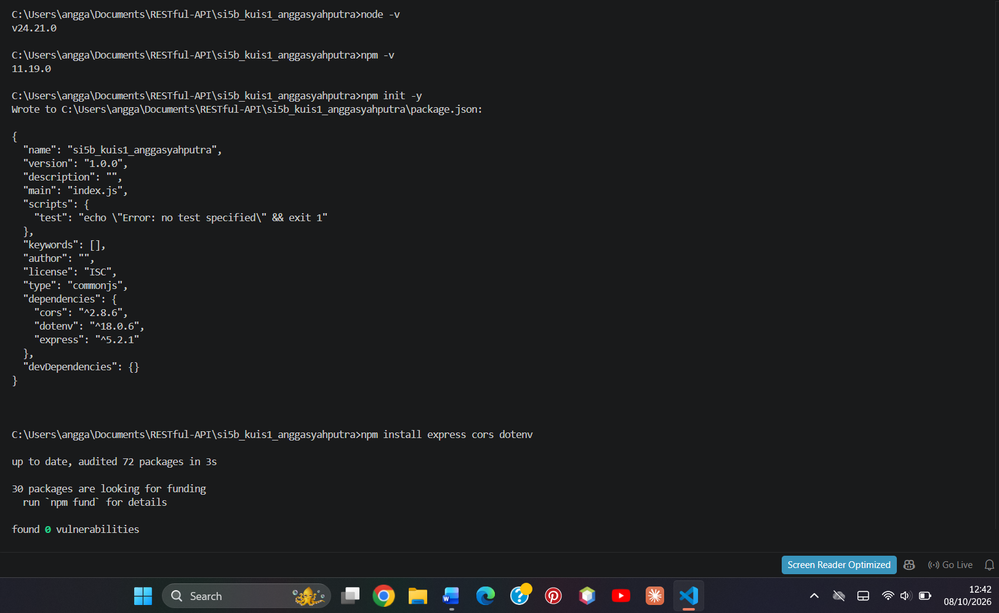 C:\Users\angga\Documents\RESTful-API\si5b_kuis1_anggasyahputra>node -v
v24.21.0
C:\Users\angga\Documents\RESTful-API\si5b_kuis1_anggasyahputra>npm -v
11.19.0
C:\Users\angga\Documents\RESTful-API\si5b_kuis1_anggasyahputra>npm init -y
Wrote to C:\Users\angga\Documents\RESTful-API\si5b_kuis1_anggasyahputra\package.json:
{
  "name": "si5b_kuis1_anggasyahputra",
  "version": "1.0.0",
  "description": "",
  "main": "index.js",
  "scripts": {
    "test": "echo \"Error: no test specified\" && exit 1"
  },
  "keywords": [],
  "author": "",
  "license": "ISC",
  "type": "commonjs",
  "dependencies": {
    "cors": "^2.8.6",
    "dotenv": "^18.0.6",
    "express": "^5.2.1"
  },
  "devDependencies": {}
}
C:\Users\angga\Documents\RESTful-API\si5b_kuis1_anggasyahputra>npm install express cors dotenv
up to date, audited 72 packages in 3s
30 packages are looking for funding
  run `npm fund` for details
found 0 vulnerabilities
Screen Reader Optimized
Go Live
Search
12:42
08/10/2026